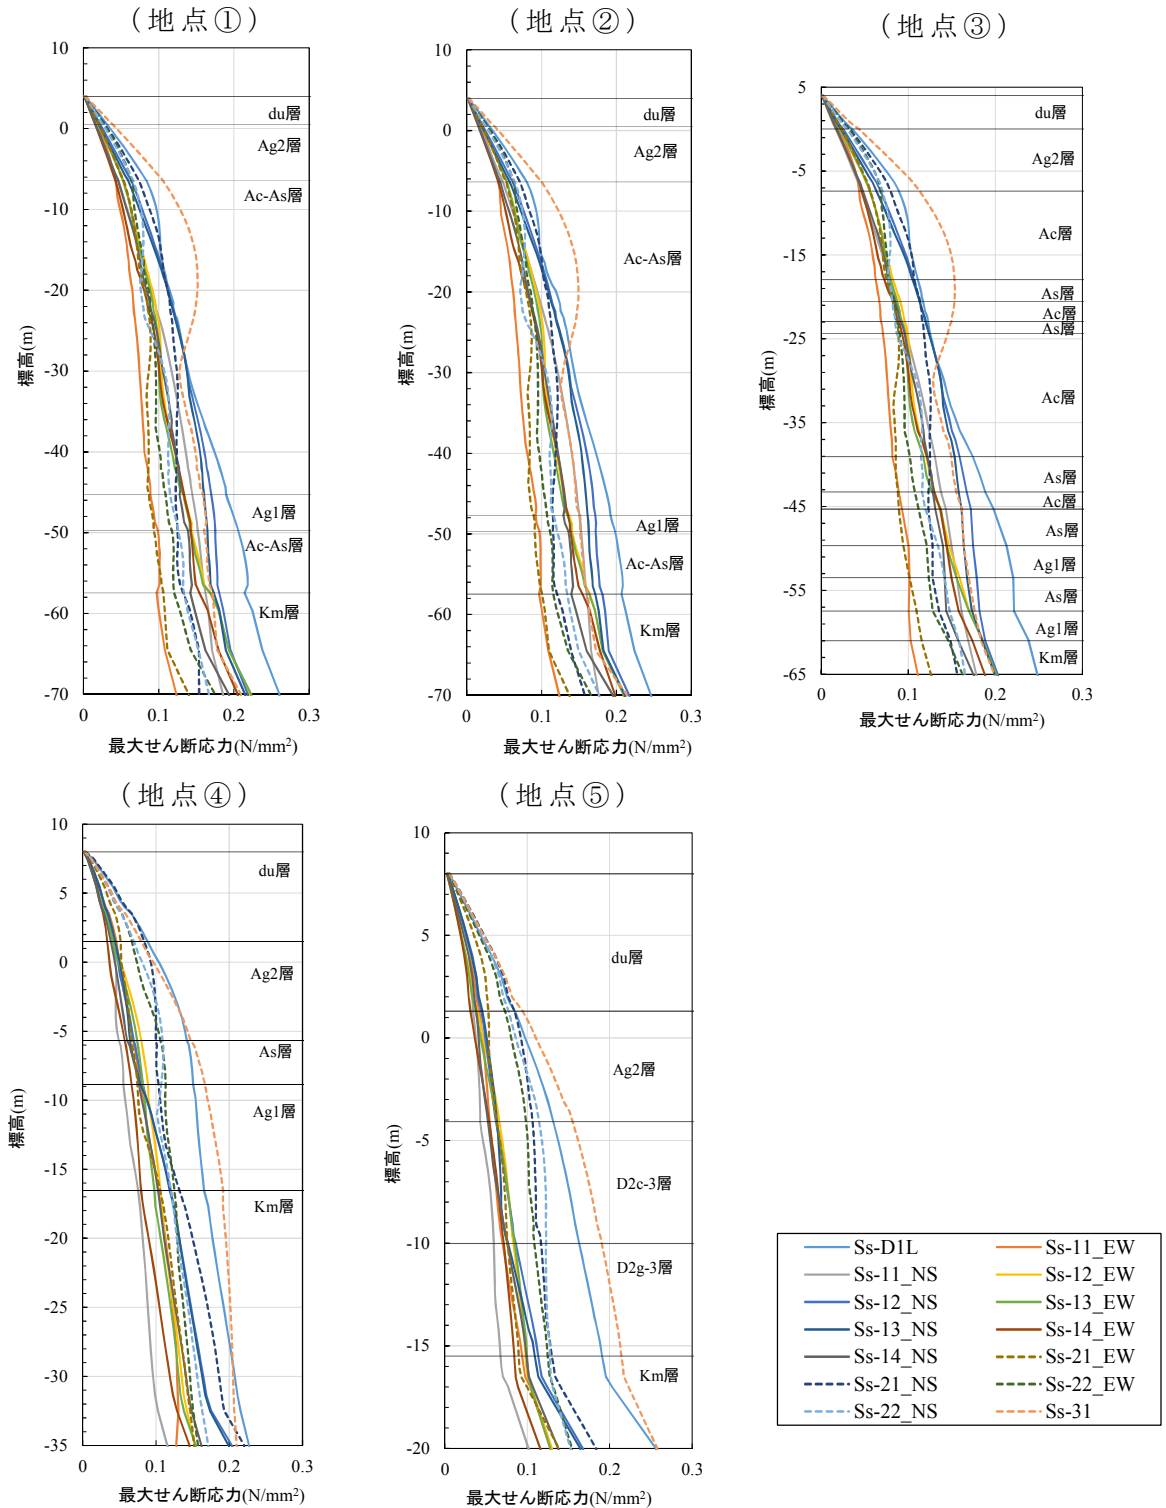 (地点①)
10
0
-10
-20
-30
-40
-50
-60
-70
標高(m)
du層
Ag2層
Ac-As層
Ag1層
Ac-As層
Km層
0
0.1
0.2
0.3
最大せん断応力(N/mm²)
(地点②)
10
0
-10
-20
-30
-40
-50
-60
-70
標高(m)
du層
Ag2層
Ac-As層
Ag1層
Ac-As層
Km層
0
0.1
0.2
0.3
最大せん断応力(N/mm²)
(地点③)
5
-5
-15
-25
-35
-45
-55
-65
標高(m)
du層
Ag2層
Ac層
As層
Ac層
As層
Ac層
As層
Ac層
As層
Ag1層
As層
Ag1層
Km層
0
0.1
0.2
0.3
最大せん断応力(N/mm²)
(地点④)
10
5
0
-5
-10
-15
-20
-25
-30
-35
標高(m)
du層
Ag2層
As層
Ag1層
Km層
0
0.1
0.2
0.3
最大せん断応力(N/mm²)
(地点⑤)
10
5
0
-5
-10
-15
-20
標高(m)
du層
Ag2層
D2c-3層
D2g-3層
Km層
0
0.1
0.2
0.3
最大せん断応力(N/mm²)
Ss-D1L Ss-11_EW
Ss-11_NS Ss-12_EW
Ss-12_NS Ss-13_EW
Ss-13_NS Ss-14_EW
Ss-14_NS Ss-21_EW
Ss-21_NS Ss-22_EW
Ss-22_NS Ss-31